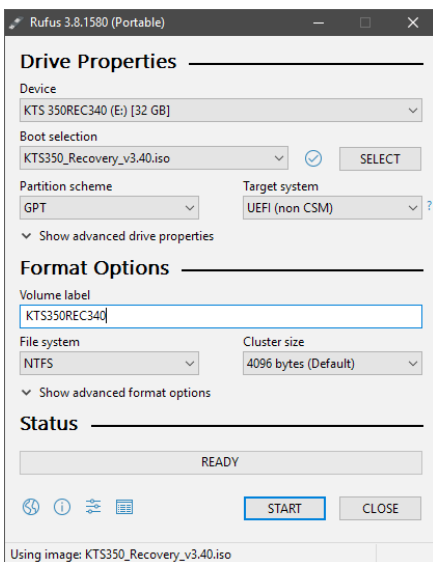 Rufus 3.8.1580 (Portable)
Drive Properties
Device
KTS 350REC340 (E:) [32 GB]
Boot selection
KTS350_Recovery_v3.40.iso
SELECT
Partition scheme Target system
GPT UEFI (non CSM) ?
Show advanced drive properties
Format Options
Volume label
KTS350REC340
File system Cluster size
NTFS 4096 bytes (Default)
Show advanced format options
Status
READY
START CLOSE
Using image: KTS350_Recovery_v3.40.iso